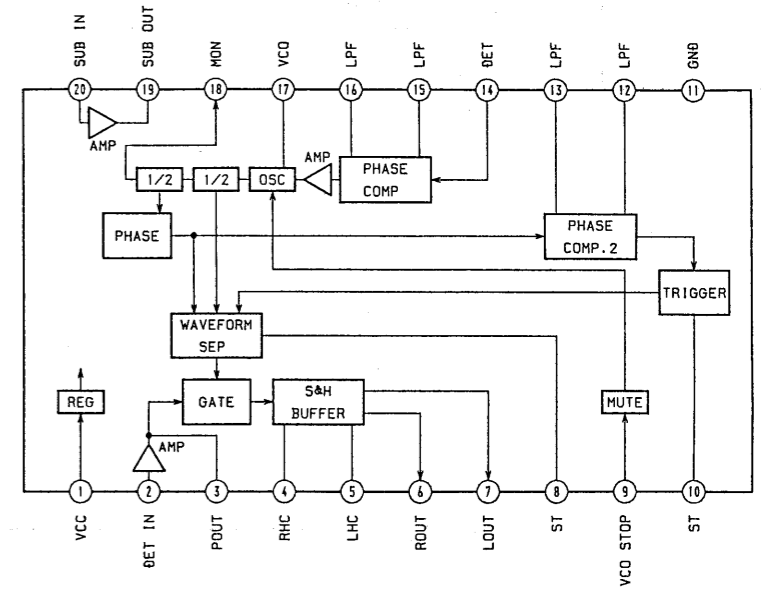 SUB IN
SUB OUT
MON
VCO
LPF
LPF
DET
LPF
LPF
GND
20
19
18
17
16
15
14
13
12
11
AMP
AMP
1/2
1/2
OSC
PHASE
COMP
PHASE
PHASE
COMP.2
TRIGGER
WAVEFORM
SEP
REG
GATE
S&H
BUFFER
MUTE
AMP
1
2
3
4
5
6
7
8
9
10
VCC
DET IN
POUT
RHC
LHC
ROUT
LOUT
ST
VCO STOP
ST